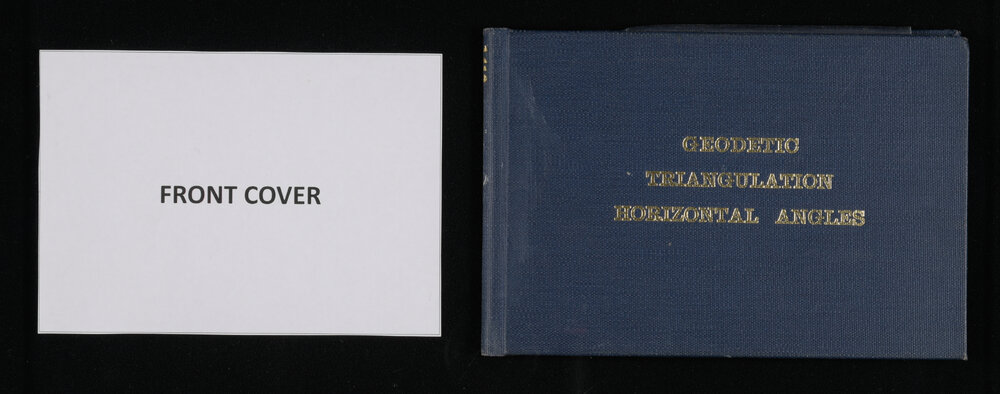 FRONT COVER
GEODETIC
TRIANGULATION
HORIZONTAL ANGLES